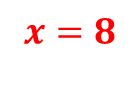 x = 8